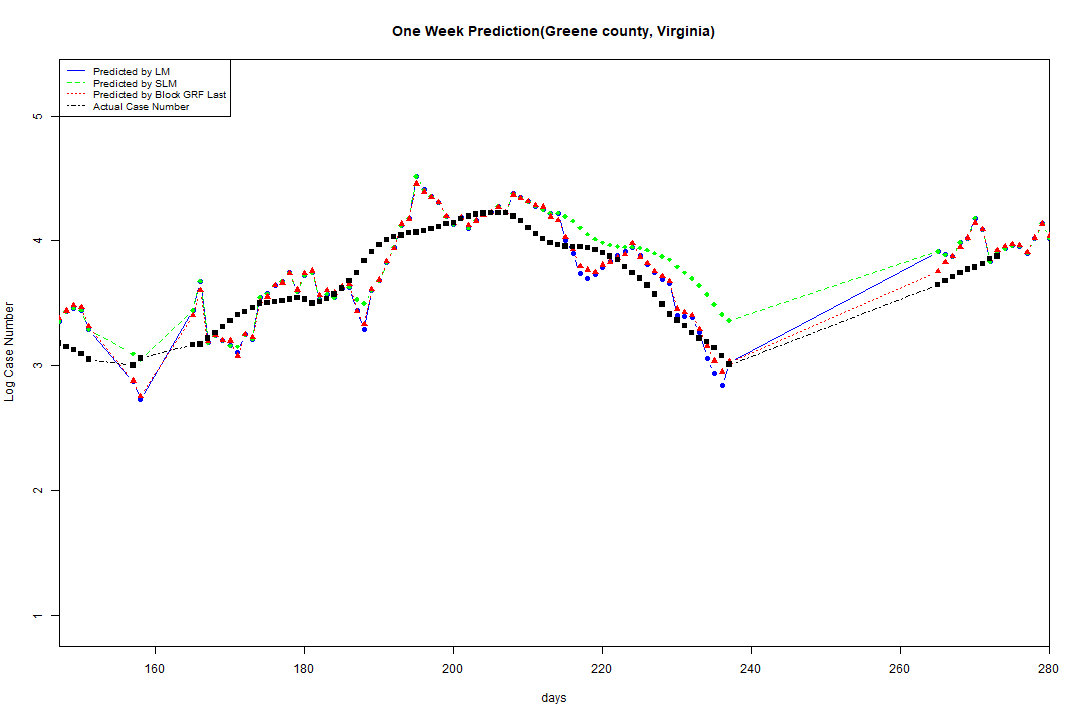 One Week Prediction(Greene county, Virginia)
Predicted by LM
Predicted by SLM
Predicted by Block GRF Last
Actual Case Number
5
4
3
2
1
Log Case Number
160 180 200 220 240 260 280
days